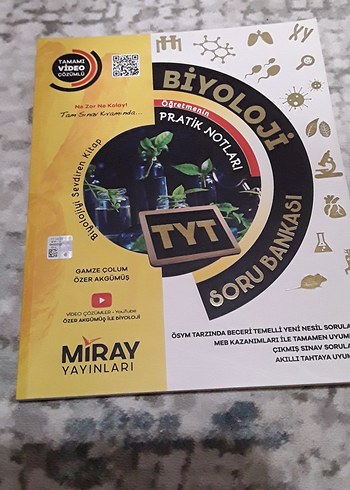 TAMAMI
VİDEO
ÇÖZÜMLÜ
BİYOLOJİ
Öğretmenin
PRATİK NOTLARI
Ne Zor Ne Kolay!
Tam Sınav Kıvamında...
Biyolojiyi Sevdiren Kitap
TYT
SORU BANKASI
GAMZE ÇOLUM
ÖZER AKGÜMÜŞ
VİDEO ÇÖZÜMLER - YouTube
ÖZER AKGÜMÜŞ İLE BİYOLOJİ
MİRAY
YAYINLARI
ÖSYM TARZINDA BECERİ TEMELLİ YENİ NESİL SORULA
MEB KAZANIMLARI İLE TAMAMEN UYUM
ÇIKMIŞ SINAV SORULA
AKILLI TAHTAYA UYU